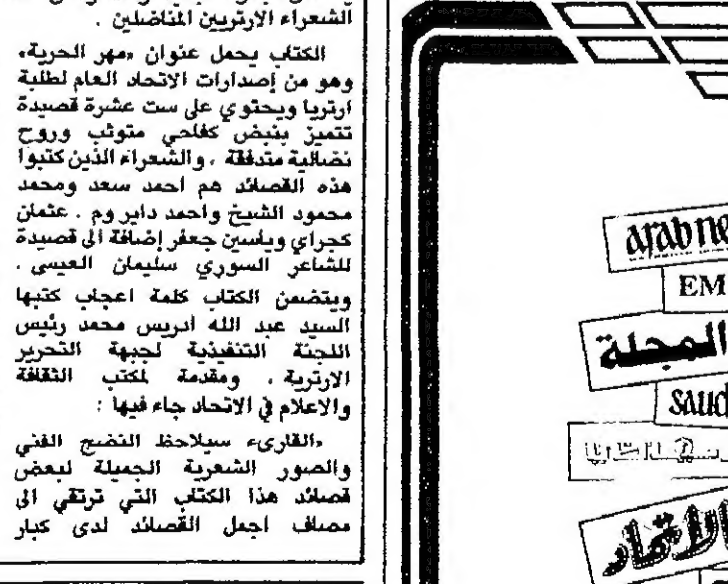 الشعراء الارتريين المناضلين .
الكتاب يحمل عنوان «مهر الحرية»
وهو من إصدارات الاتحاد العام لطلبة
ارتريا ويحتوي على ست عشرة قصيدة
تتميز بنبض كفاحي متوثب وروح
نضالية متدفقة ، والشعراء الذين كتبوا
هذه القصائد هم احمد سعد ومحمد
محمود الشيخ واحمد داير وم . عثمان
كجراي وياسين جعفر إضافة الى قصيدة
للشاعر السوري سليمان العيسى .
ويتضمن الكتاب كلمة اعجاب كتبها
السيد عبد الله ادريس محمد رئيس
اللجنة التنفيذية لجبهة التحرير
الارترية ، ومقدمة لمكتب الثقافة
والاعلام في الاتحاد جاء فيها :
«القارىء سيلاحظ النضج الفني
والصور الشعرية الجميلة لبعض
قصائد هذا الكتاب التي ترتقي الى
مصاف اجمل القصائد لدى كبار
arab ne
EM
المجلة
saud
الاتحاد